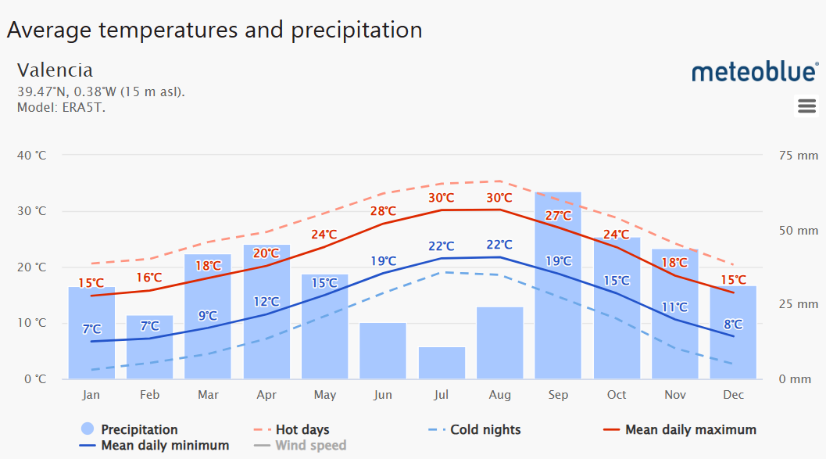 Average temperatures and precipitation
Valencia
meteoblue®
39.47°N, 0.38°W (15 m asl).
Model: ERA5T.
40 °C
75 mm
30 °C
50 mm
20 °C
25 mm
10 °C
0 °C
0 mm
15°C 16°C 18°C 20°C 24°C 28°C 30°C 30°C 27°C 24°C 18°C 15°C
7°C 7°C 9°C 12°C 15°C 19°C 22°C 22°C 19°C 15°C 11°C 8°C
Jan Feb Mar Apr May Jun Jul Aug Sep Oct Nov Dec
Precipitation Hot days Cold nights Mean daily maximum
Mean daily minimum Wind speed